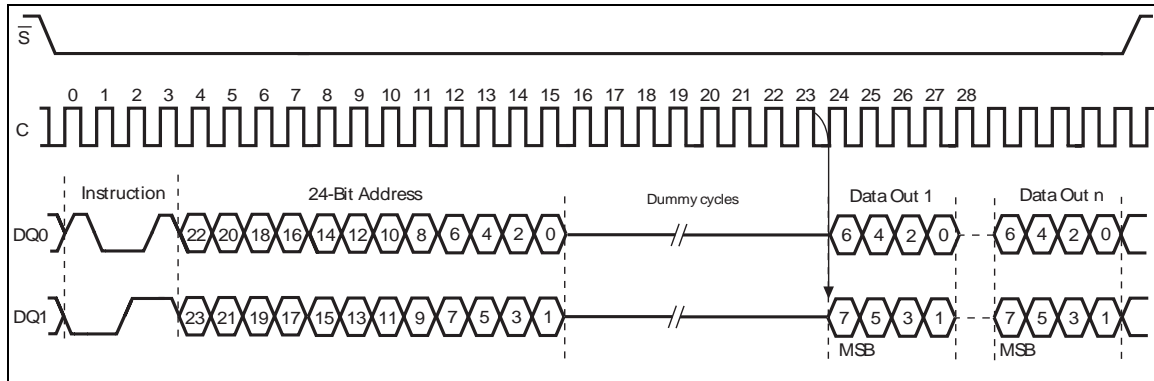 S
0 1 2 3 4 5 6 7 8 9 10 11 12 13 14 15 16 17 18 19 20 21 22 23 24 25 26 27 28
C
Instruction 24-Bit Address Dummy cycles Data Out 1 Data Out n
DQ0 22 20 18 16 14 12 10 8 6 4 2 0 6 4 2 0 6 4 2 0
DQ1 23 21 19 17 15 13 11 9 7 5 3 1 7 5 3 1 7 5 3 1
MSB MSB